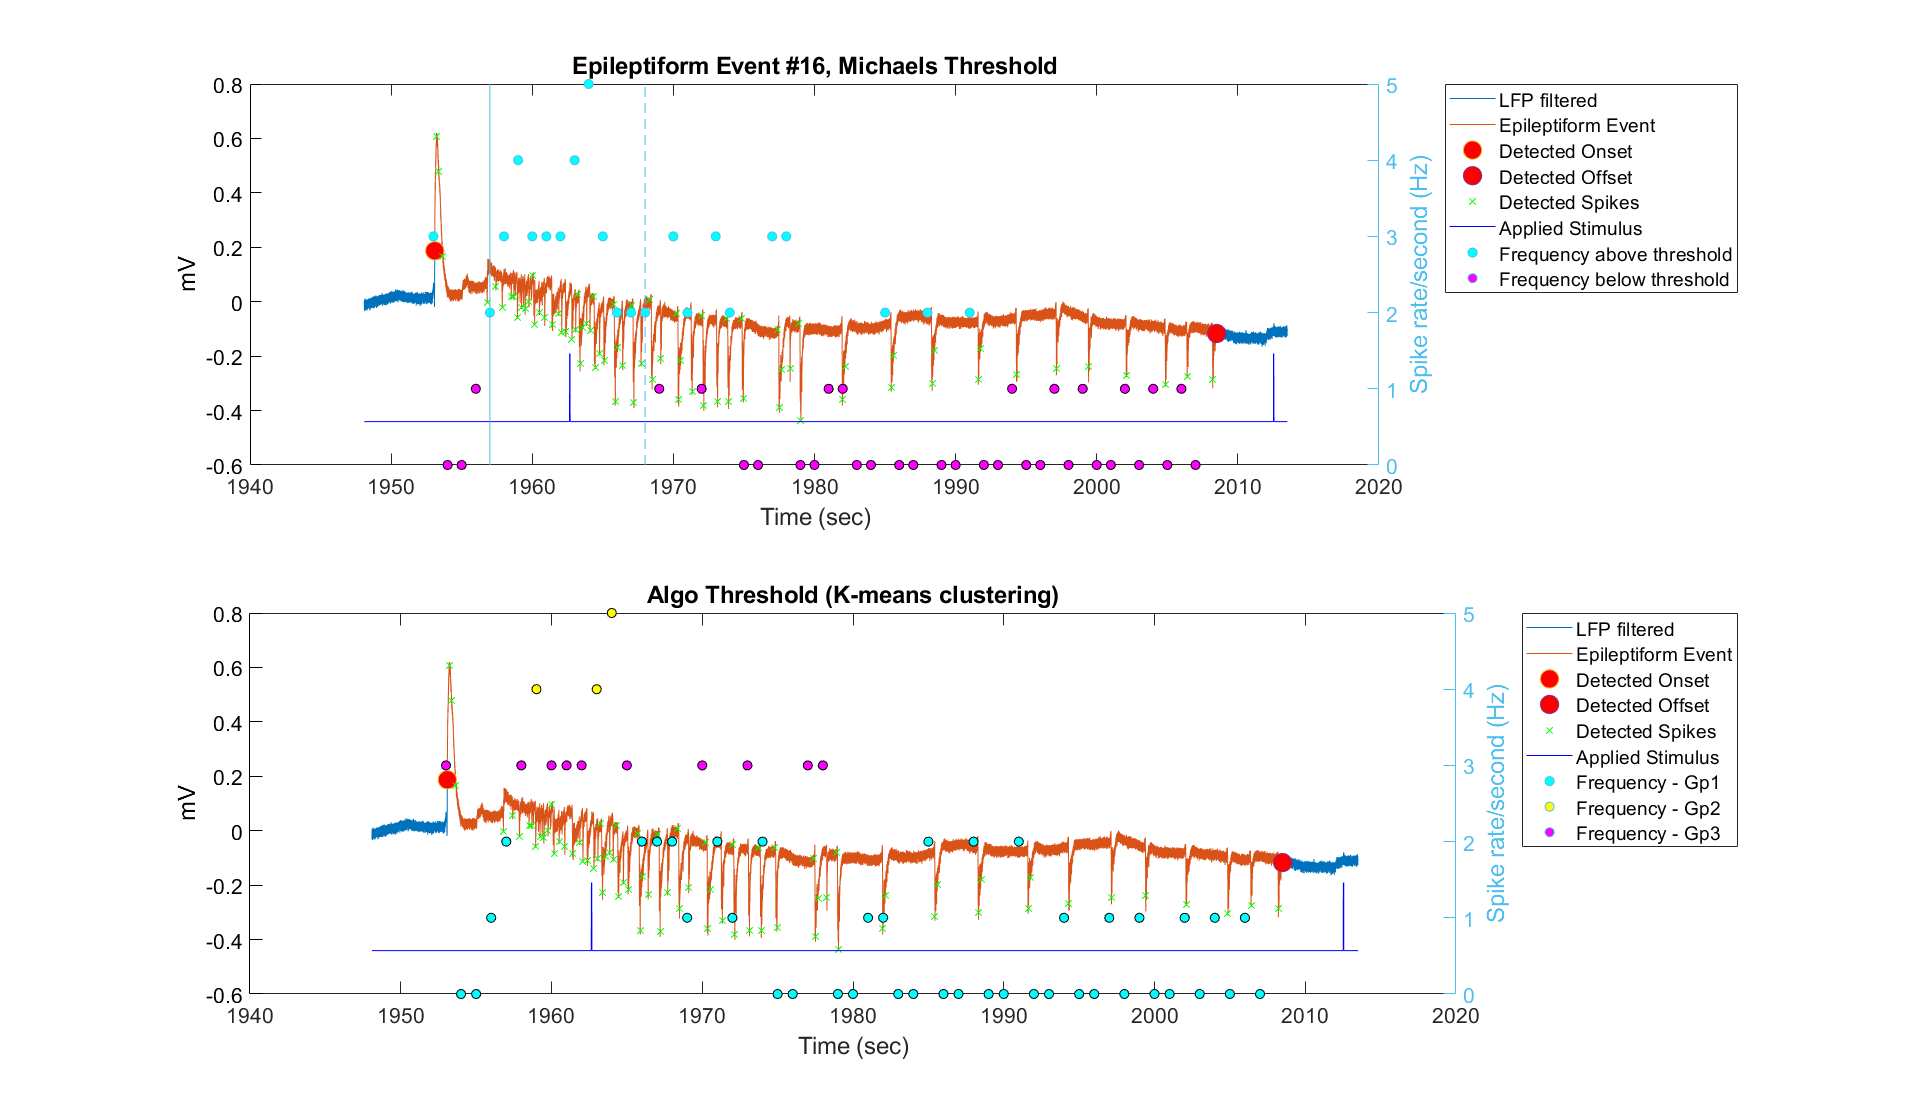 Epileptiform Event #16, Michaels Threshold
0.8
0.6
0.4
0.2
0
-0.2
-0.4
-0.6
mV
1940
1950
1960
1970
1980
1990
2000
2010
2020
Time (sec)
5
4
3
2
1
0
Spike rate/second (Hz)
LFP filtered
Epileptiform Event
Detected Onset
Detected Offset
Detected Spikes
Applied Stimulus
Frequency above threshold
Frequency below threshold
Algo Threshold (K-means clustering)
0.8
0.6
0.4
0.2
0
-0.2
-0.4
-0.6
mV
1940
1950
1960
1970
1980
1990
2000
2010
2020
Time (sec)
5
4
3
2
1
0
Spike rate/second (Hz)
LFP filtered
Epileptiform Event
Detected Onset
Detected Offset
Detected Spikes
Applied Stimulus
Frequency - Gp1
Frequency - Gp2
Frequency - Gp3